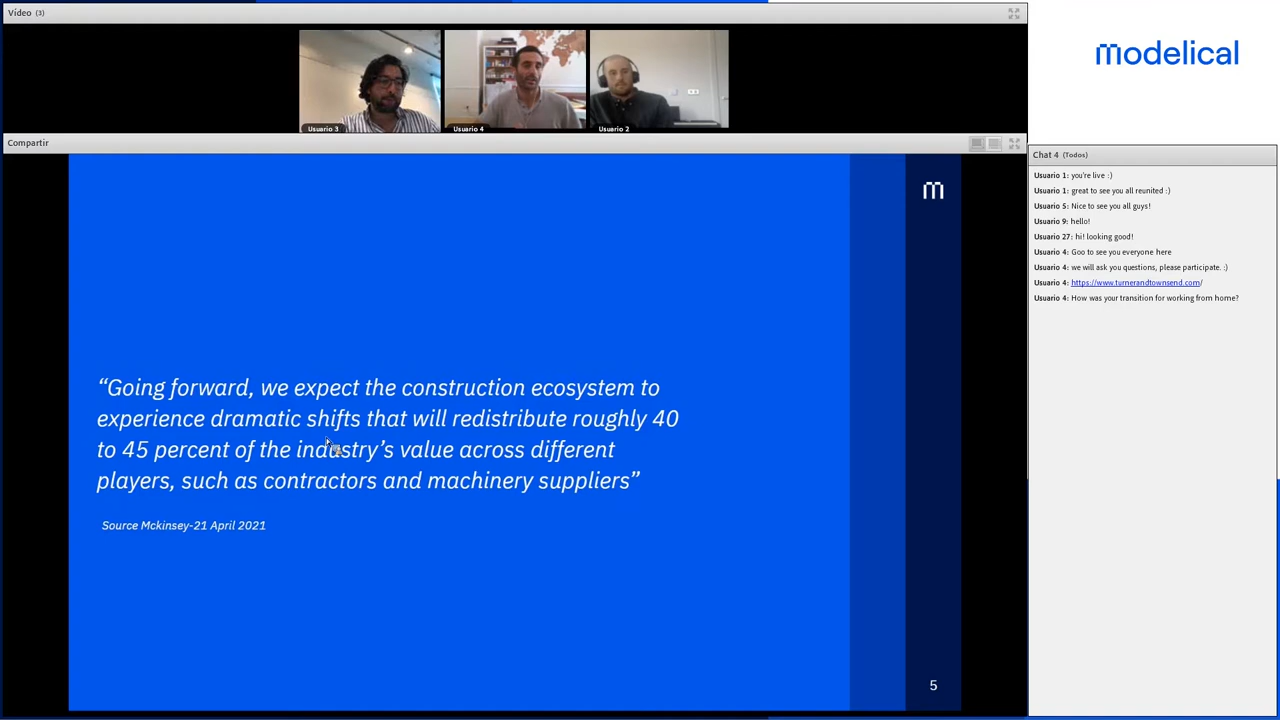 Vídeo (3)
modelical
Usuario 3
Usuario 4
Usuario 2
Compartir
m
“Going forward, we expect the construction ecosystem to
experience dramatic shifts that will redistribute roughly 40
to 45 percent of the industry’s value across different
players, such as contractors and machinery suppliers”
Source Mckinsey-21 April 2021
5
Chat 4 (Todos)
Usuario 1: you're live :)
Usuario 1: great to see you all reunited :)
Usuario 5: Nice to see you all guys!
Usuario 9: hello!
Usuario 27: hi! looking good!
Usuario 4: Goo to see you everyone here
Usuario 4: we will ask you questions, please participate. :)
Usuario 4: https://www.turnerandtownsend.com/
Usuario 4: How was your transition for working from home?